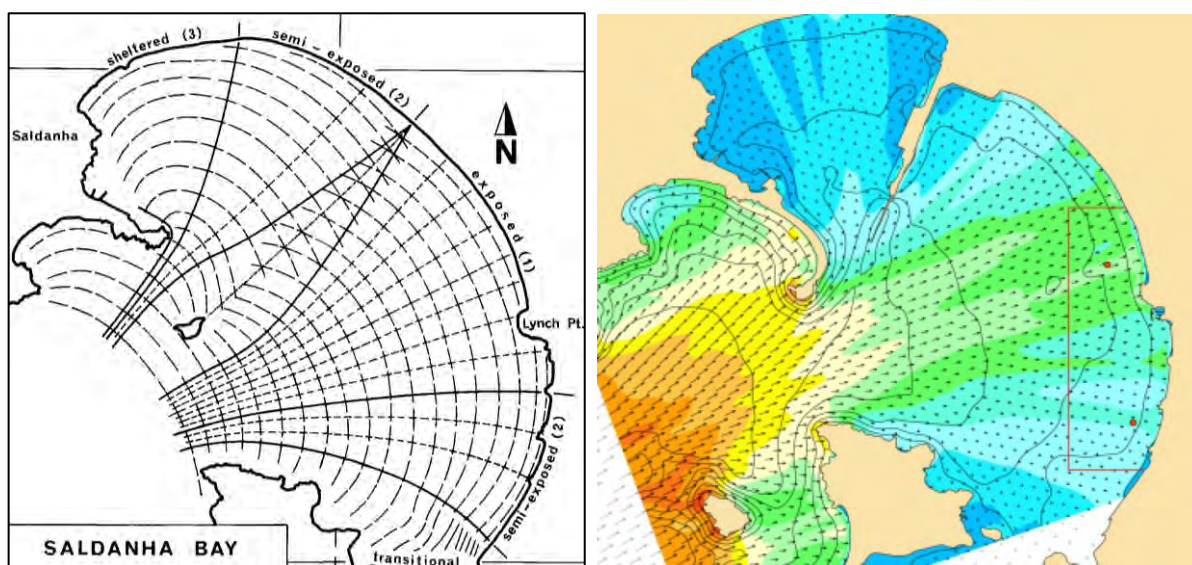 sheltered (3)
semi - exposed (2)
Saldanha
N
exposed (1)
Lynch Pt.
semi-exposed (2)
SALDANHA BAY
transitional